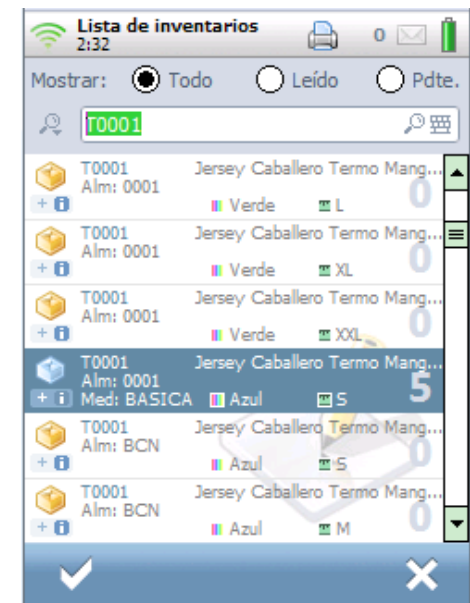 Lista de inventarios
2:32
0
Mostrar: Todo Leído Pdte.
T0001
T0001 Jersey Caballero Termo Mang...
Alm: 0001
0
+ i Verde L
T0001 Jersey Caballero Termo Mang...
Alm: 0001
0
+ i Verde XL
T0001 Jersey Caballero Termo Mang...
Alm: 0001
0
+ i Verde XXL
T0001 Jersey Caballero Termo Mang...
Alm: 0001
5
+ i Med: BASICA Azul S
T0001 Jersey Caballero Termo Mang...
Alm: BCN
0
+ i Azul S
T0001 Jersey Caballero Termo Mang...
Alm: BCN
0
+ i Azul M